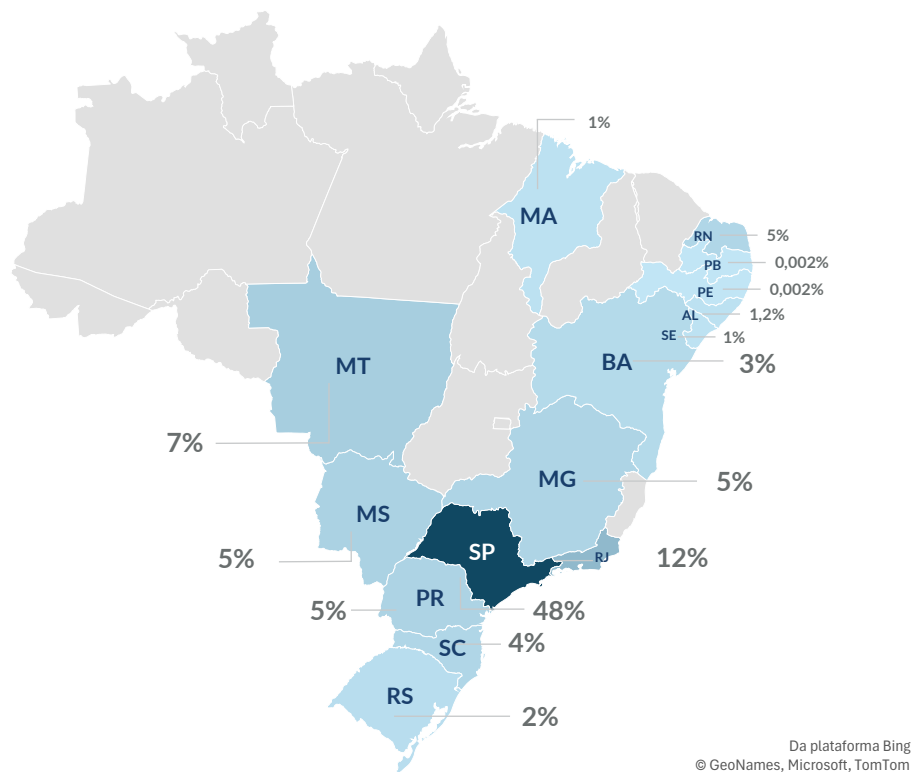 1%
MA
RN
5%
PB
0,002%
PE
0,002%
AL
1,2%
SE
1%
BA
3%
MT
7%
MG
5%
MS
SP
RJ
12%
5%
PR
5%
48%
SC
4%
RS
2%
Da plataforma Bing
© GeoNames, Microsoft, TomTom